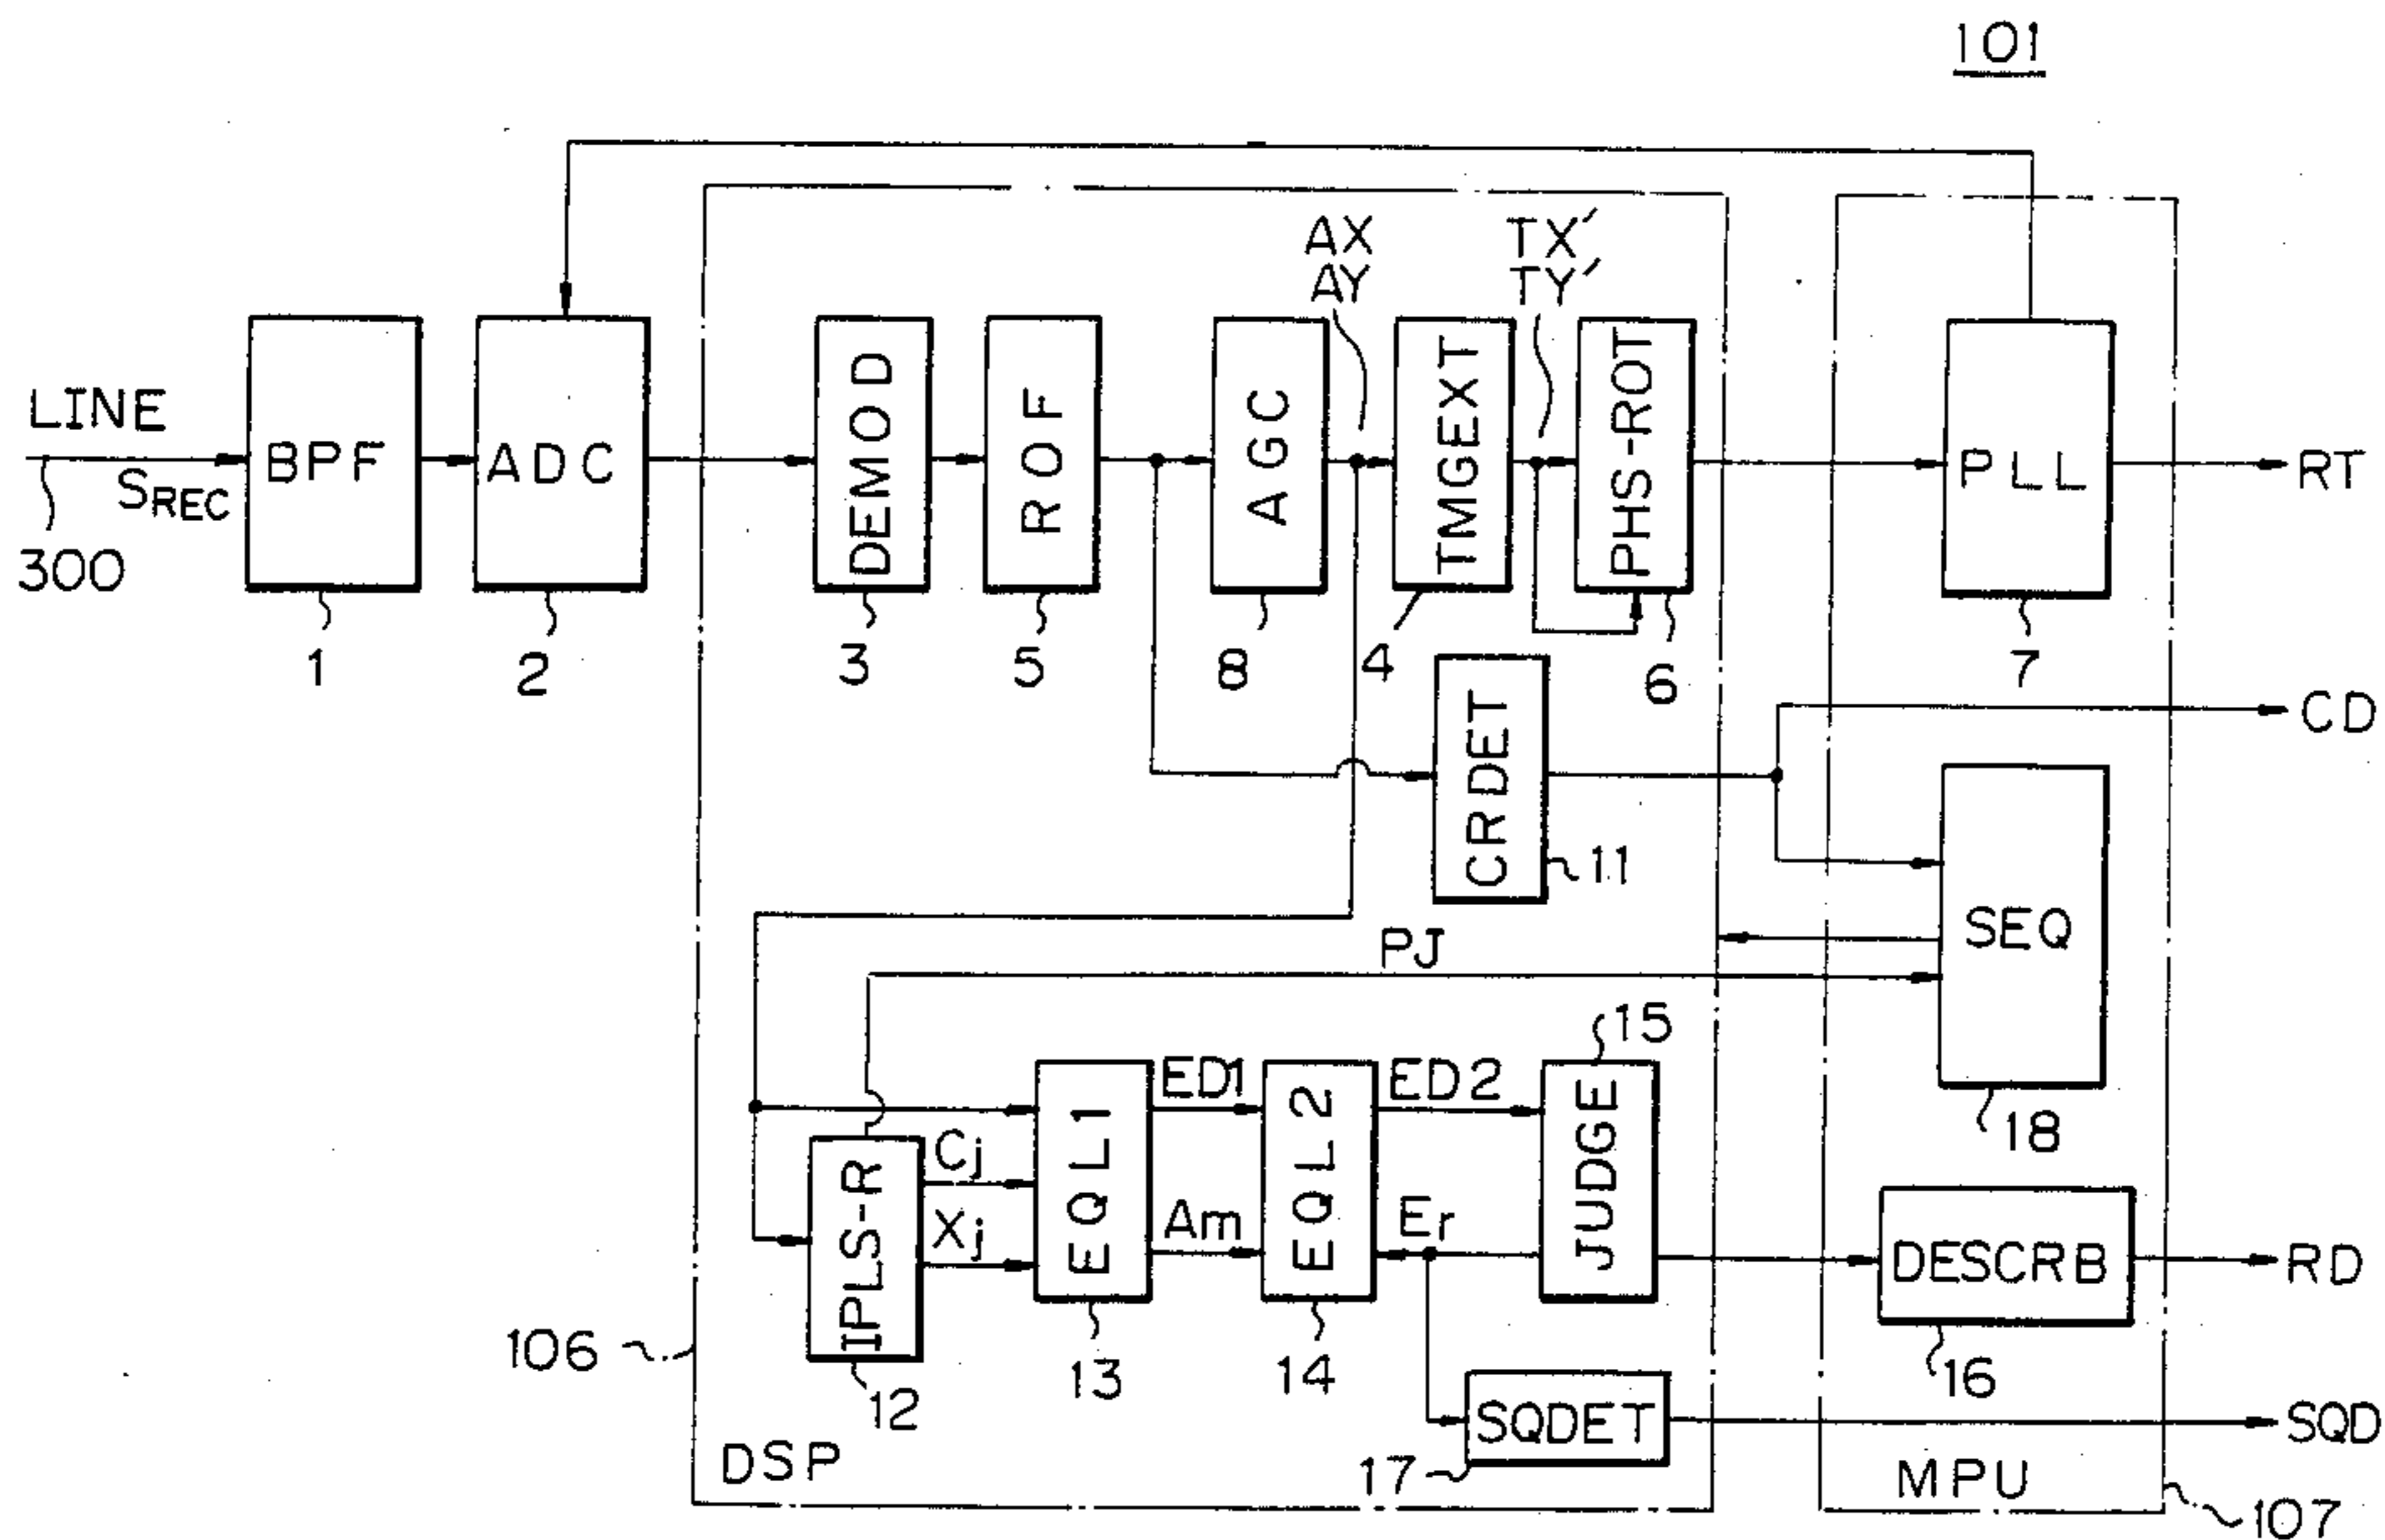 101
AX
AY
TX′
TY′
LINE
SREC
300
BPF
1
ADC
2
DEMOD
3
ROF
5
AGC
8
TMGEXT
4
PHS-ROT
6
PLL
7
RT
CD
CRDET
11
SEQ
18
PJ
15
IPLS-R
12
Cj
Xj
EQL1
13
ED1
Am
EQL2
14
ED2
Er
JUDGE
DESCRB
16
RD
SQDET
17
SQD
106
DSP
MPU
107